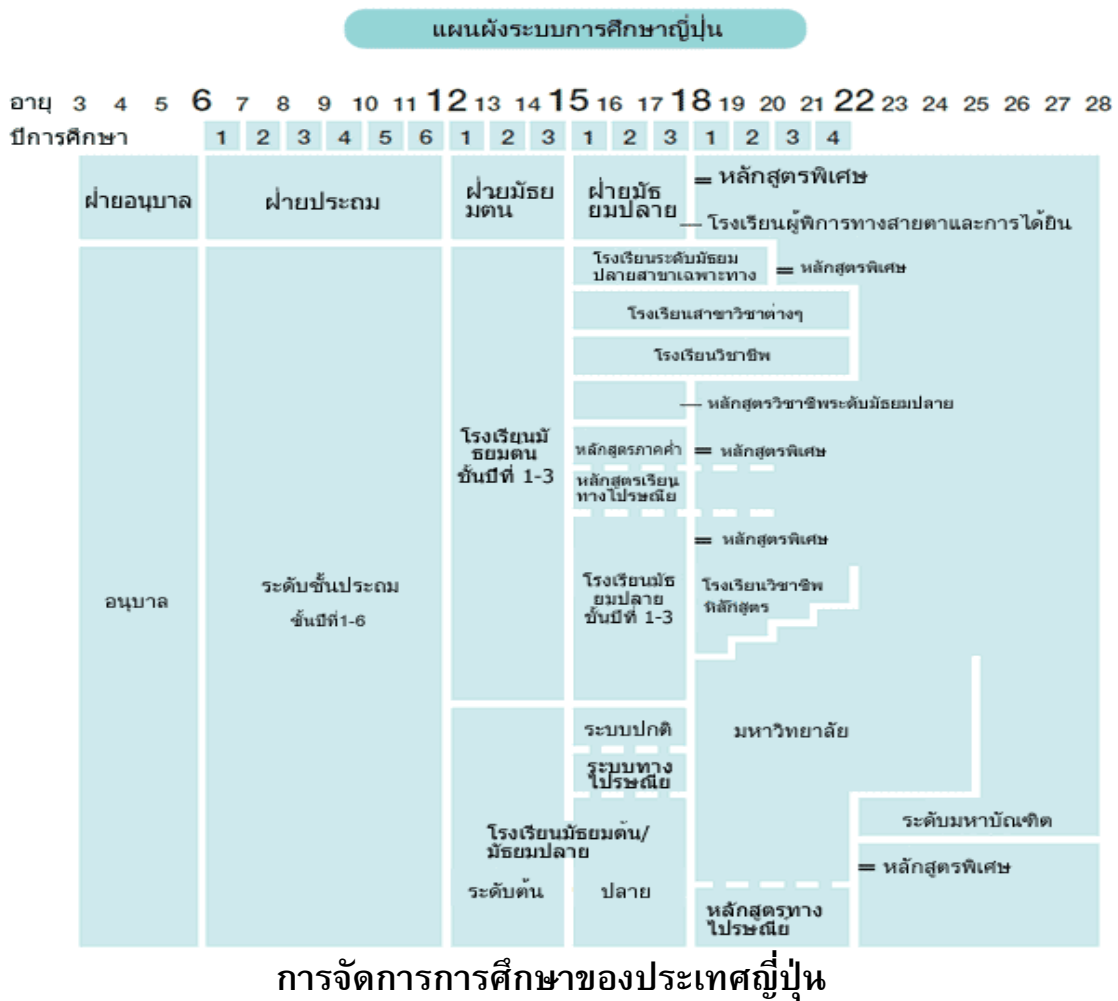 แผนผังระบบการศึกษาญี่ปุ่น
อายุ 3 4 5 6 7 8 9 10 11 12 13 14 15 16 17 18 19 20 21 22 23 24 25 26 27 28
ปีการศึกษา 1 2 3 4 5 6 1 2 3 1 2 3 1 2 3 4
ฝ่ายอนุบาล
ฝ่ายประถม
ฝ่ายมัธย
มตน
ฝ่ายมัธ
ยมปลาย
= หลักสูตรพิเศษ
โรงเรียนผู้พิการทางสายตาและการได้ยิน
โรงเรียนระดับมัธยม
ปลายสาขาเฉพาะทาง
= หลักสูตรพิเศษ
โรงเรียนสาขาวิชาต่างๆ
โรงเรียนวิชาชีพ
หลักสูตรวิชาชีพระดับมัธยมปลาย
โรงเรียนมั
ธยมต้น
ชั้นปีที่ 1-3
หลักสูตรภาคค่ำ
= หลักสูตรพิเศษ
หลักสูตรเรียน
ทางไปรษณีย
= หลักสูตรพิเศษ
อนุบาล
ระดับชั้นประถม
ชั้นปีที่1-6
โรงเรียนมัธ
ยมปลาย
ชั้นปีที่ 1-3
โรงเรียนวิชาชีพ
หลักสูตร
ระบบปกติ
มหาวิทยาลัย
ระบบทาง
ไปรษณีย
ระดับมหาบัณฑิต
โรงเรียนมัธยมต้น/
มัธยมปลาย
= หลักสูตรพิเศษ
ระดับต้น
ปลาย
หลักสูตรทาง
ไปรษณีย์
การจัดการการศึกษาของประเทศญี่ปุ่น